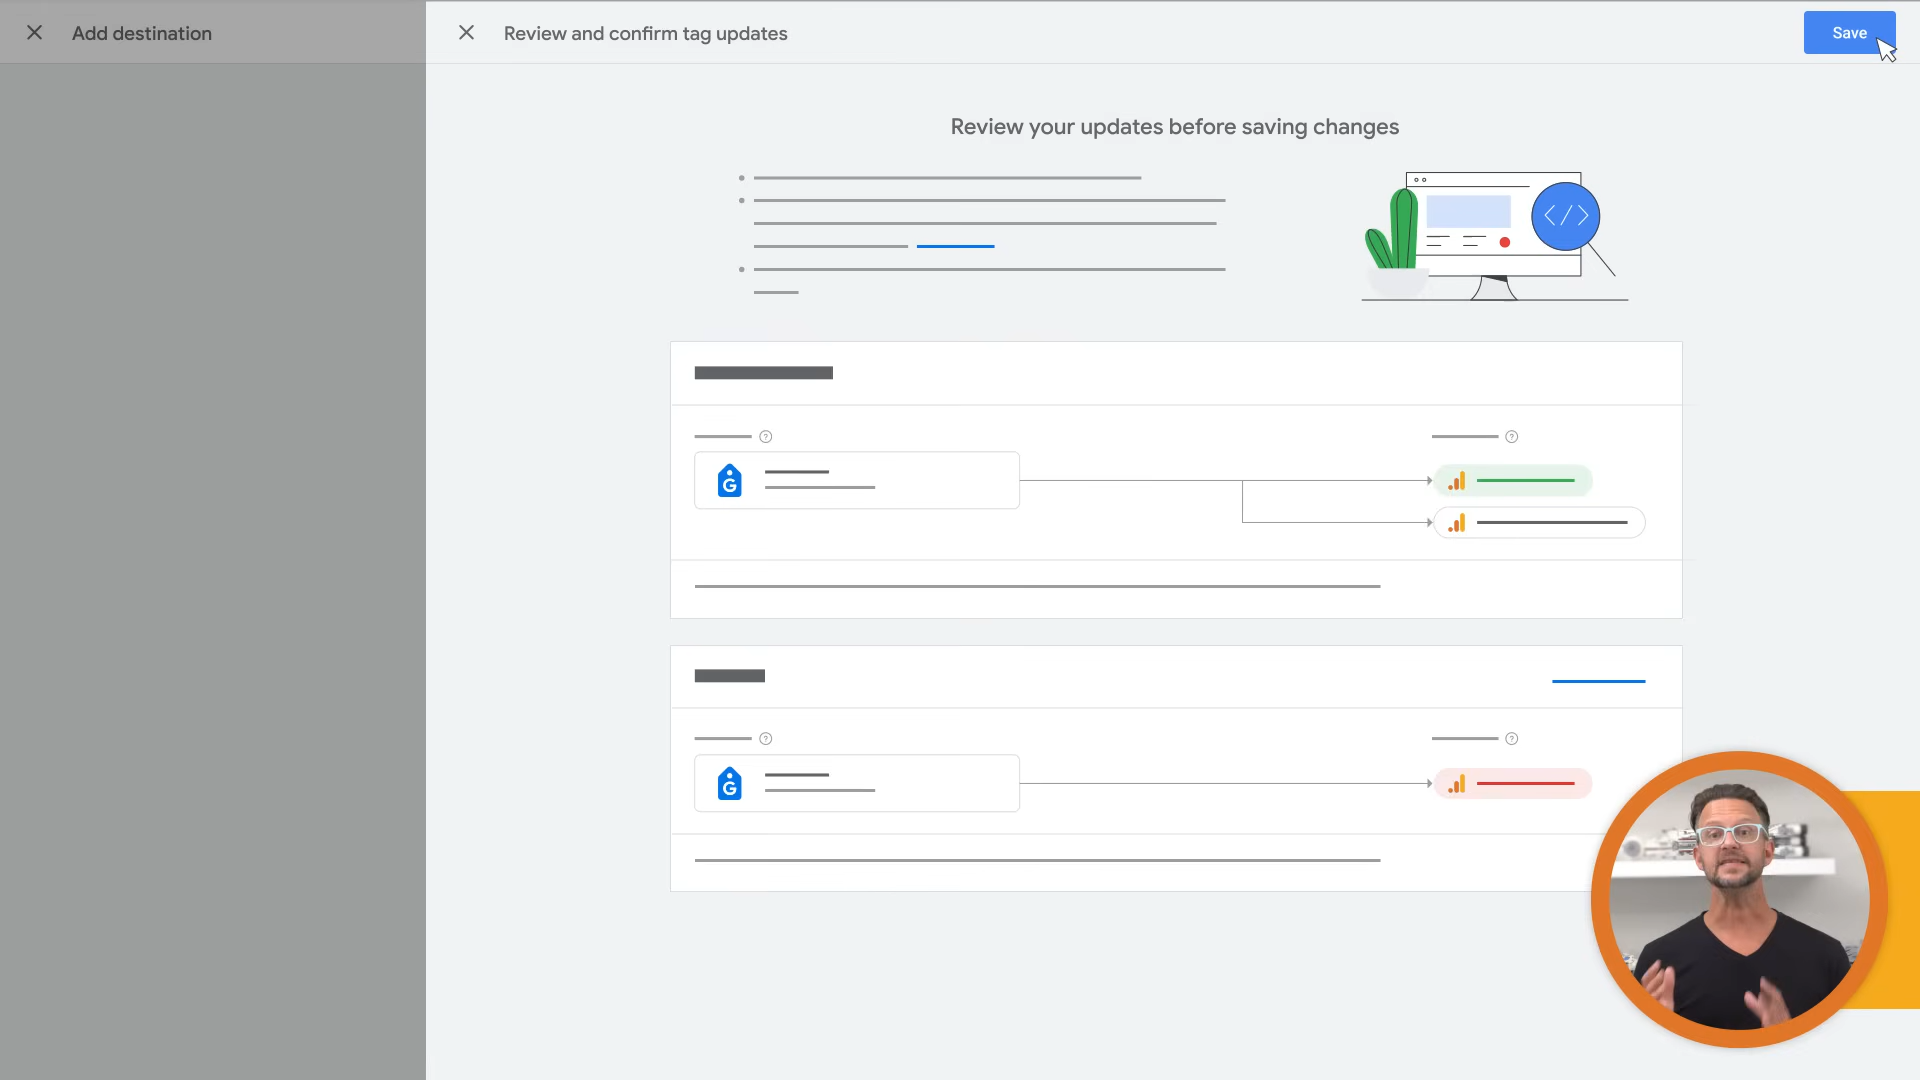 Add destination
Review and confirm tag updates
Save
Review your updates before saving changes
</>
G
G